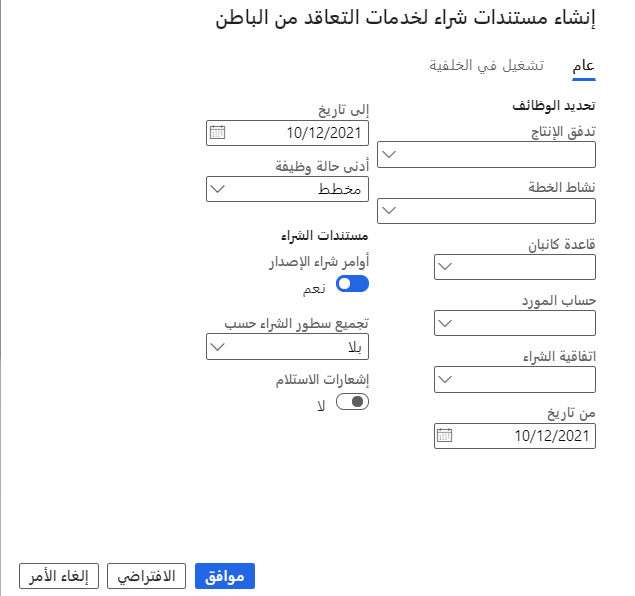 إنشاء مستندات شراء لخدمات التعاقد من الباطن
عام
تشغيل في الخلفية
تحديد الوظائف
تدفق الإنتاج
نشاط الخطة
قاعدة كانبان
حساب المورد
اتفاقية الشراء
من تاريخ
10/12/2021
إلى تاريخ
10/12/2021
أدنى حالة وظيفة
مخطط
مستندات الشراء
أوامر شراء الإصدار
نعم
تجميع سطور الشراء حسب
بلا
إشعارات الاستلام
لا
موافق
الافتراضي
إلغاء الأمر